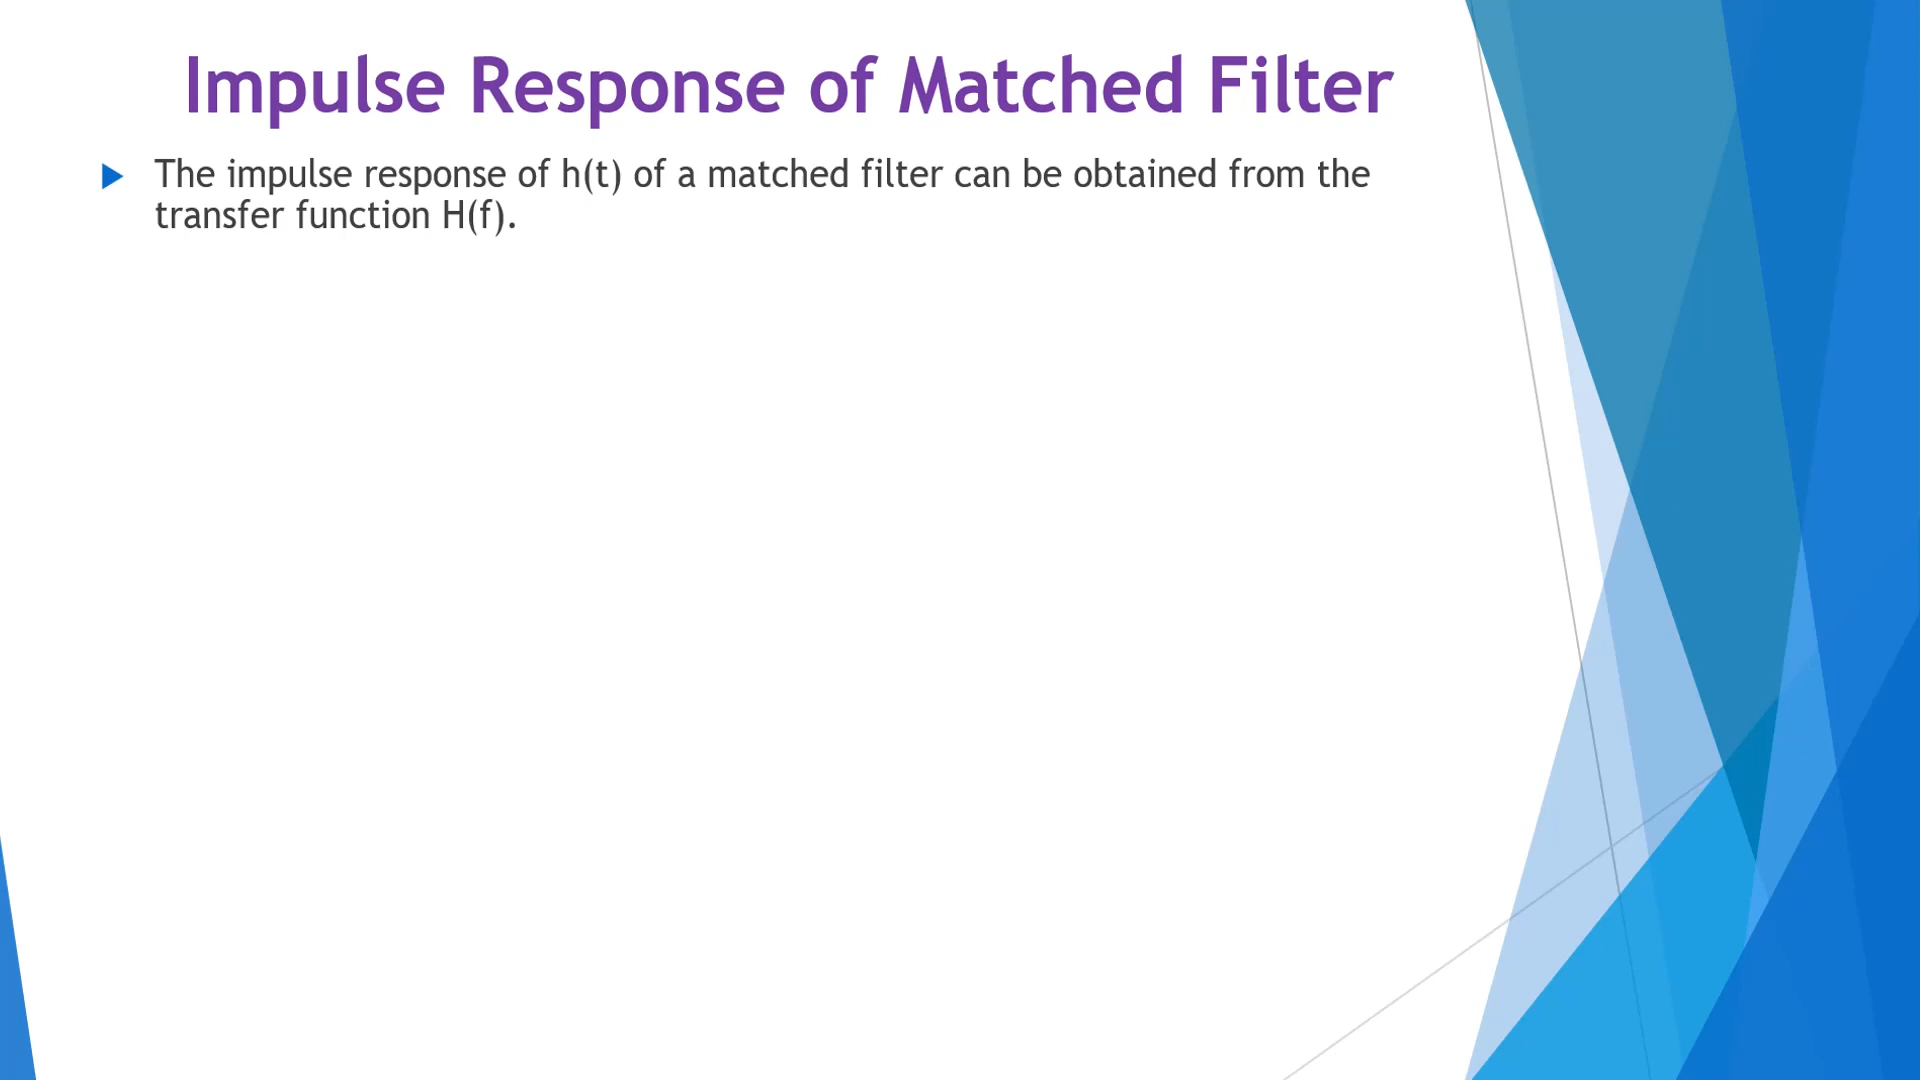 Impulse Response of Matched Filter
The impulse response of h(t) of a matched filter can be obtained from the
transfer function H(f).